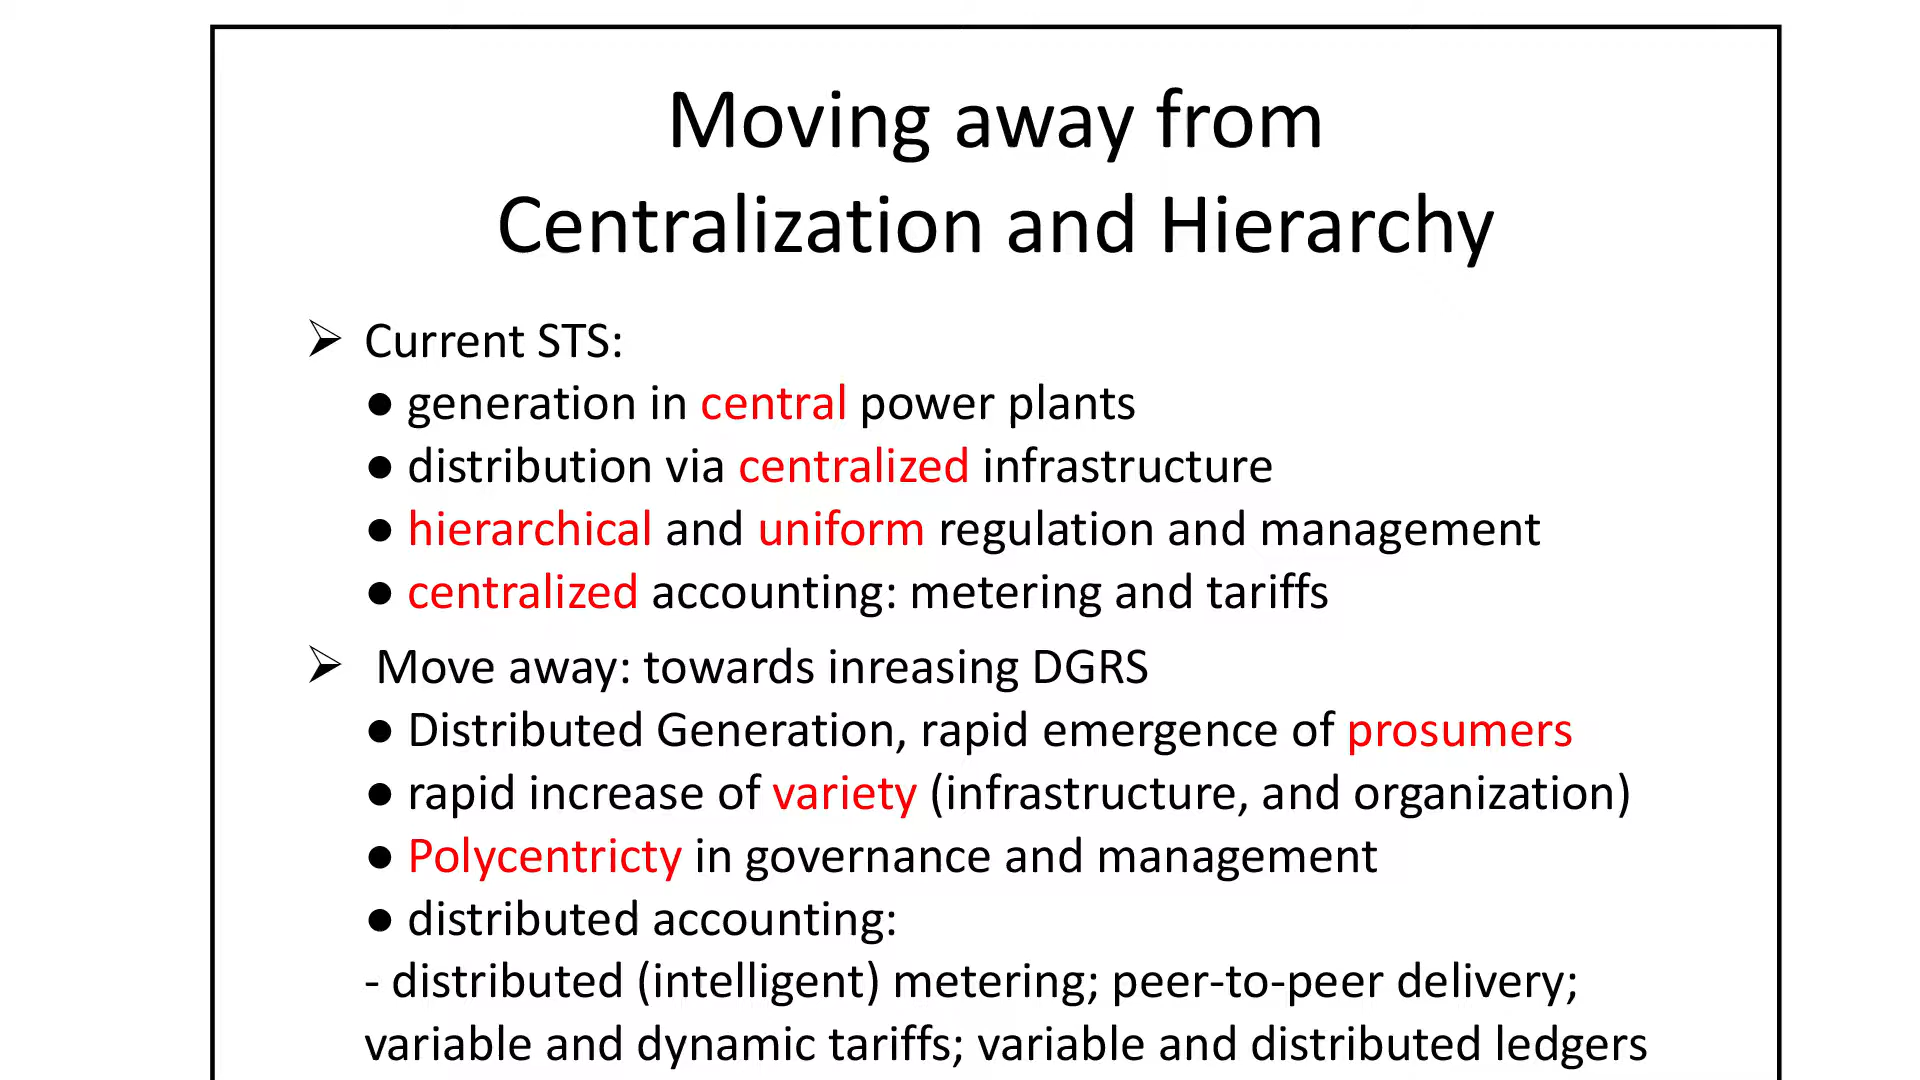 Moving away from
Centralization and Hierarchy
➢ Current STS:
● generation in central power plants
● distribution via centralized infrastructure
● hierarchical and uniform regulation and management
● centralized accounting: metering and tariffs
➢ Move away: towards inreasing DGRS
● Distributed Generation, rapid emergence of prosumers
● rapid increase of variety (infrastructure, and organization)
● Polycentricty in governance and management
● distributed accounting:
- distributed (intelligent) metering; peer-to-peer delivery;
variable and dynamic tariffs; variable and distributed ledgers